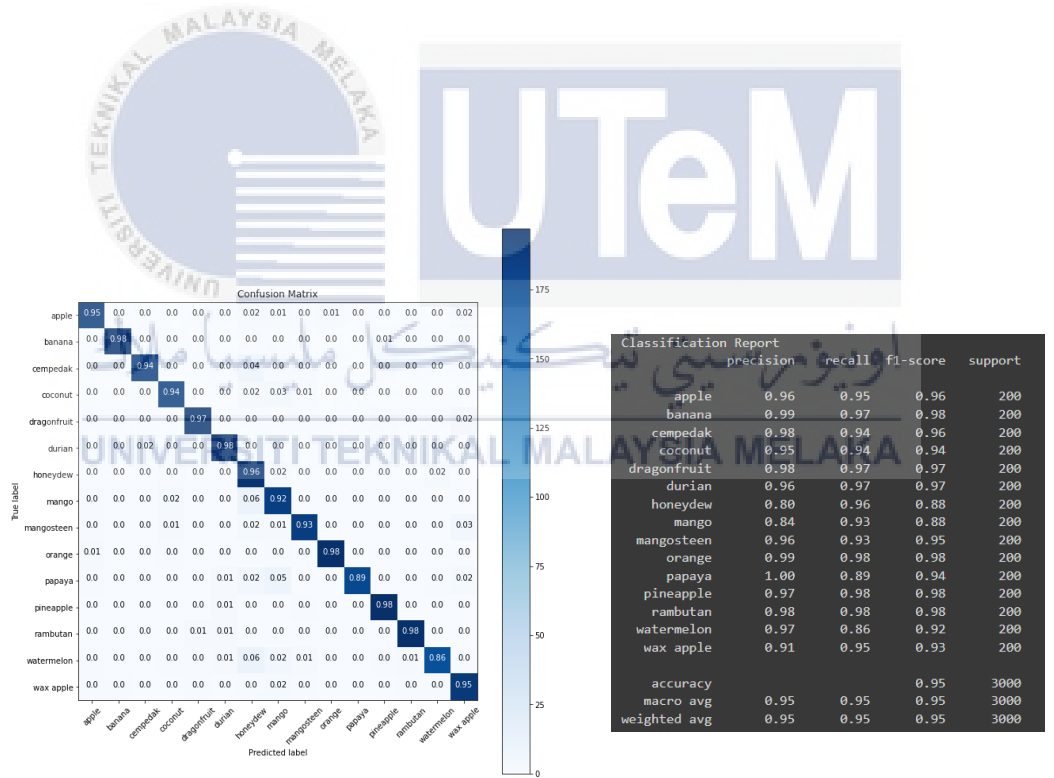 UNIVERSITI TEKNIKAL MALAYSIA MELAKA
UTeM
اونيورسيتي تيكنيكل مليسيا ملاك
UNIVERSITI TEKNIKAL MALAYSIA MELAKA
Confusion Matrix
True label
apple 0.95 0.0 0.0 0.0 0.0 0.0 0.02 0.01 0.0 0.01 0.0 0.0 0.0 0.0 0.02
banana 0.0 0.98 0.0 0.0 0.0 0.0 0.0 0.0 0.0 0.0 0.0 0.01 0.0 0.0 0.0
cempedak 0.0 0.0 0.94 0.0 0.0 0.0 0.04 0.0 0.0 0.0 0.0 0.0 0.0 0.0 0.0
coconut 0.0 0.0 0.0 0.94 0.0 0.0 0.02 0.03 0.01 0.0 0.0 0.0 0.0 0.0 0.0
dragonfruit 0.0 0.0 0.0 0.0 0.97 0.0 0.0 0.0 0.0 0.0 0.0 0.0 0.0 0.0 0.02
durian 0.0 0.0 0.02 0.0 0.0 0.98 0.0 0.0 0.0 0.0 0.0 0.0 0.0 0.0 0.0
honeydew 0.0 0.0 0.0 0.0 0.0 0.0 0.96 0.02 0.0 0.0 0.0 0.0 0.0 0.02 0.0
mango 0.0 0.0 0.0 0.02 0.0 0.0 0.06 0.92 0.0 0.0 0.0 0.0 0.0 0.0 0.0
mangosteen 0.0 0.0 0.0 0.01 0.0 0.0 0.02 0.01 0.93 0.0 0.0 0.0 0.0 0.0 0.03
orange 0.01 0.0 0.0 0.0 0.0 0.0 0.0 0.0 0.0 0.98 0.0 0.0 0.0 0.0 0.0
papaya 0.0 0.0 0.0 0.0 0.0 0.01 0.02 0.05 0.0 0.0 0.89 0.0 0.0 0.0 0.02
pineapple 0.0 0.0 0.0 0.0 0.0 0.01 0.0 0.0 0.0 0.0 0.0 0.98 0.0 0.0 0.0
rambutan 0.0 0.0 0.0 0.0 0.01 0.01 0.0 0.0 0.0 0.0 0.0 0.0 0.98 0.0 0.0
watermelon 0.0 0.0 0.0 0.0 0.0 0.01 0.06 0.02 0.01 0.0 0.0 0.0 0.01 0.86 0.0
wax apple 0.0 0.0 0.0 0.0 0.0 0.0 0.0 0.02 0.0 0.0 0.0 0.0 0.0 0.0 0.95
apple banana cempedak coconut dragonfruit durian honeydew mango mangosteen orange papaya pineapple rambutan watermelon wax apple
Predicted label
175
150
125
100
75
50
25
0
Classification Report
precision recall f1-score support
apple 0.96 0.95 0.96 200
banana 0.99 0.97 0.98 200
cempedak 0.98 0.94 0.96 200
coconut 0.95 0.94 0.94 200
dragonfruit 0.98 0.97 0.97 200
durian 0.96 0.97 0.97 200
honeydew 0.80 0.96 0.88 200
mango 0.84 0.93 0.88 200
mangosteen 0.96 0.93 0.95 200
orange 0.99 0.98 0.98 200
papaya 1.00 0.89 0.94 200
pineapple 0.97 0.98 0.98 200
rambutan 0.98 0.98 0.98 200
watermelon 0.97 0.86 0.92 200
wax apple 0.91 0.95 0.93 200
accuracy 0.95 3000
macro avg 0.95 0.95 0.95 3000
weighted avg 0.95 0.95 0.95 3000